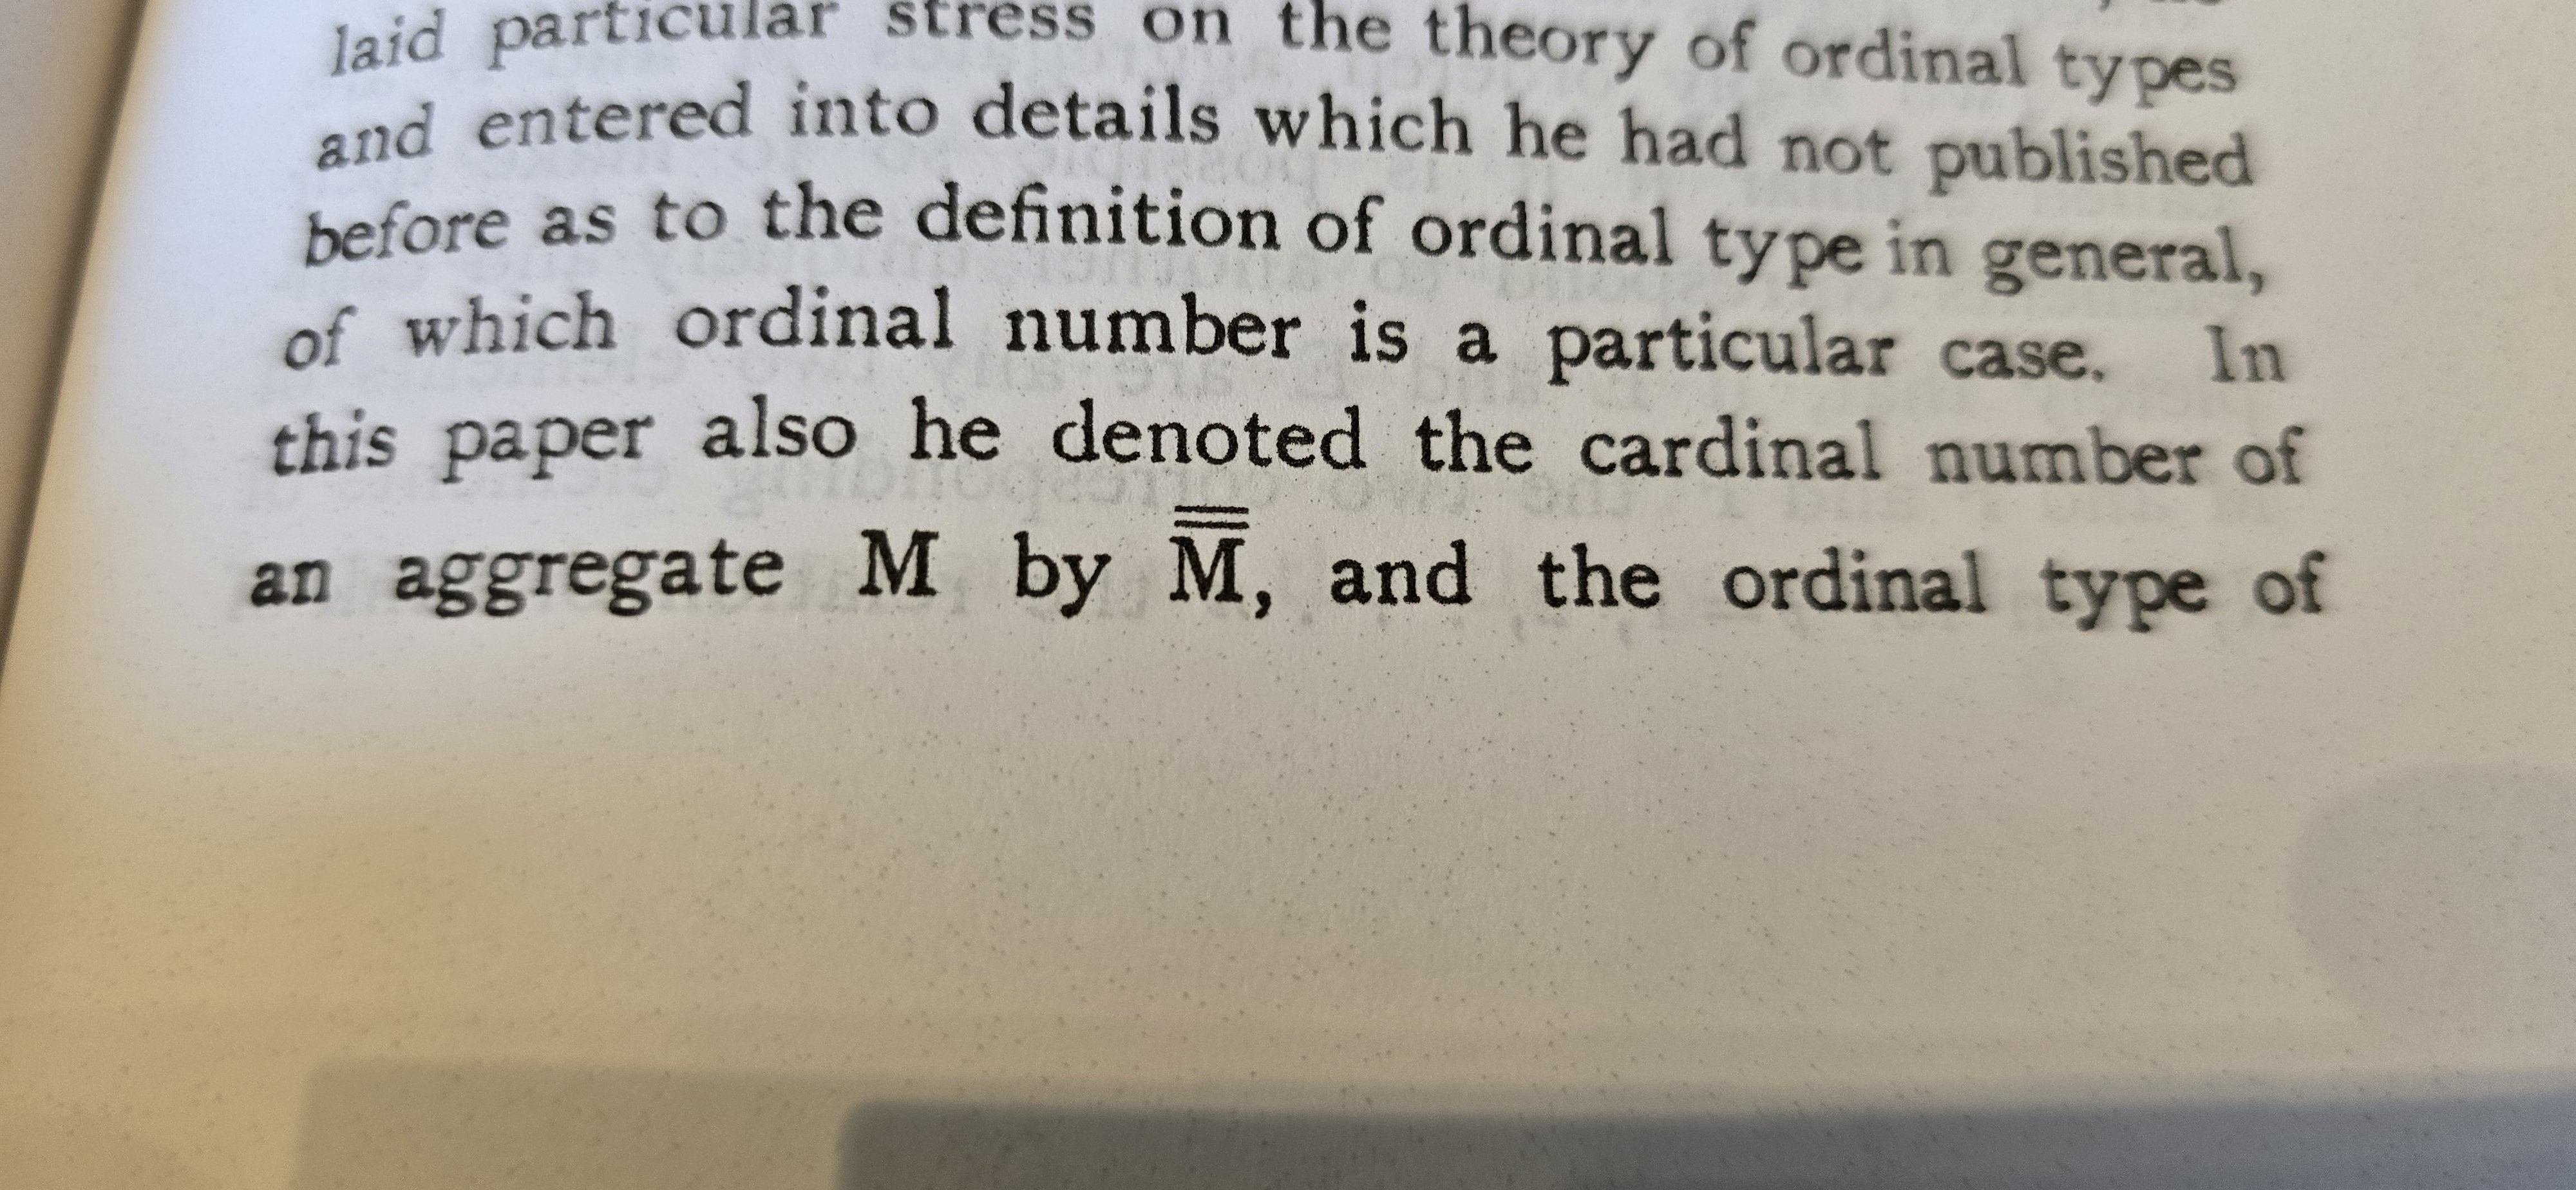 laid particular stress on the theory of ordinal types
and entered into details which he had not published
before as to the definition of ordinal type in general,
of which ordinal number is a particular case. In
this paper also he denoted the cardinal number of
an aggregate M by M̅̅̅, and the ordinal type of